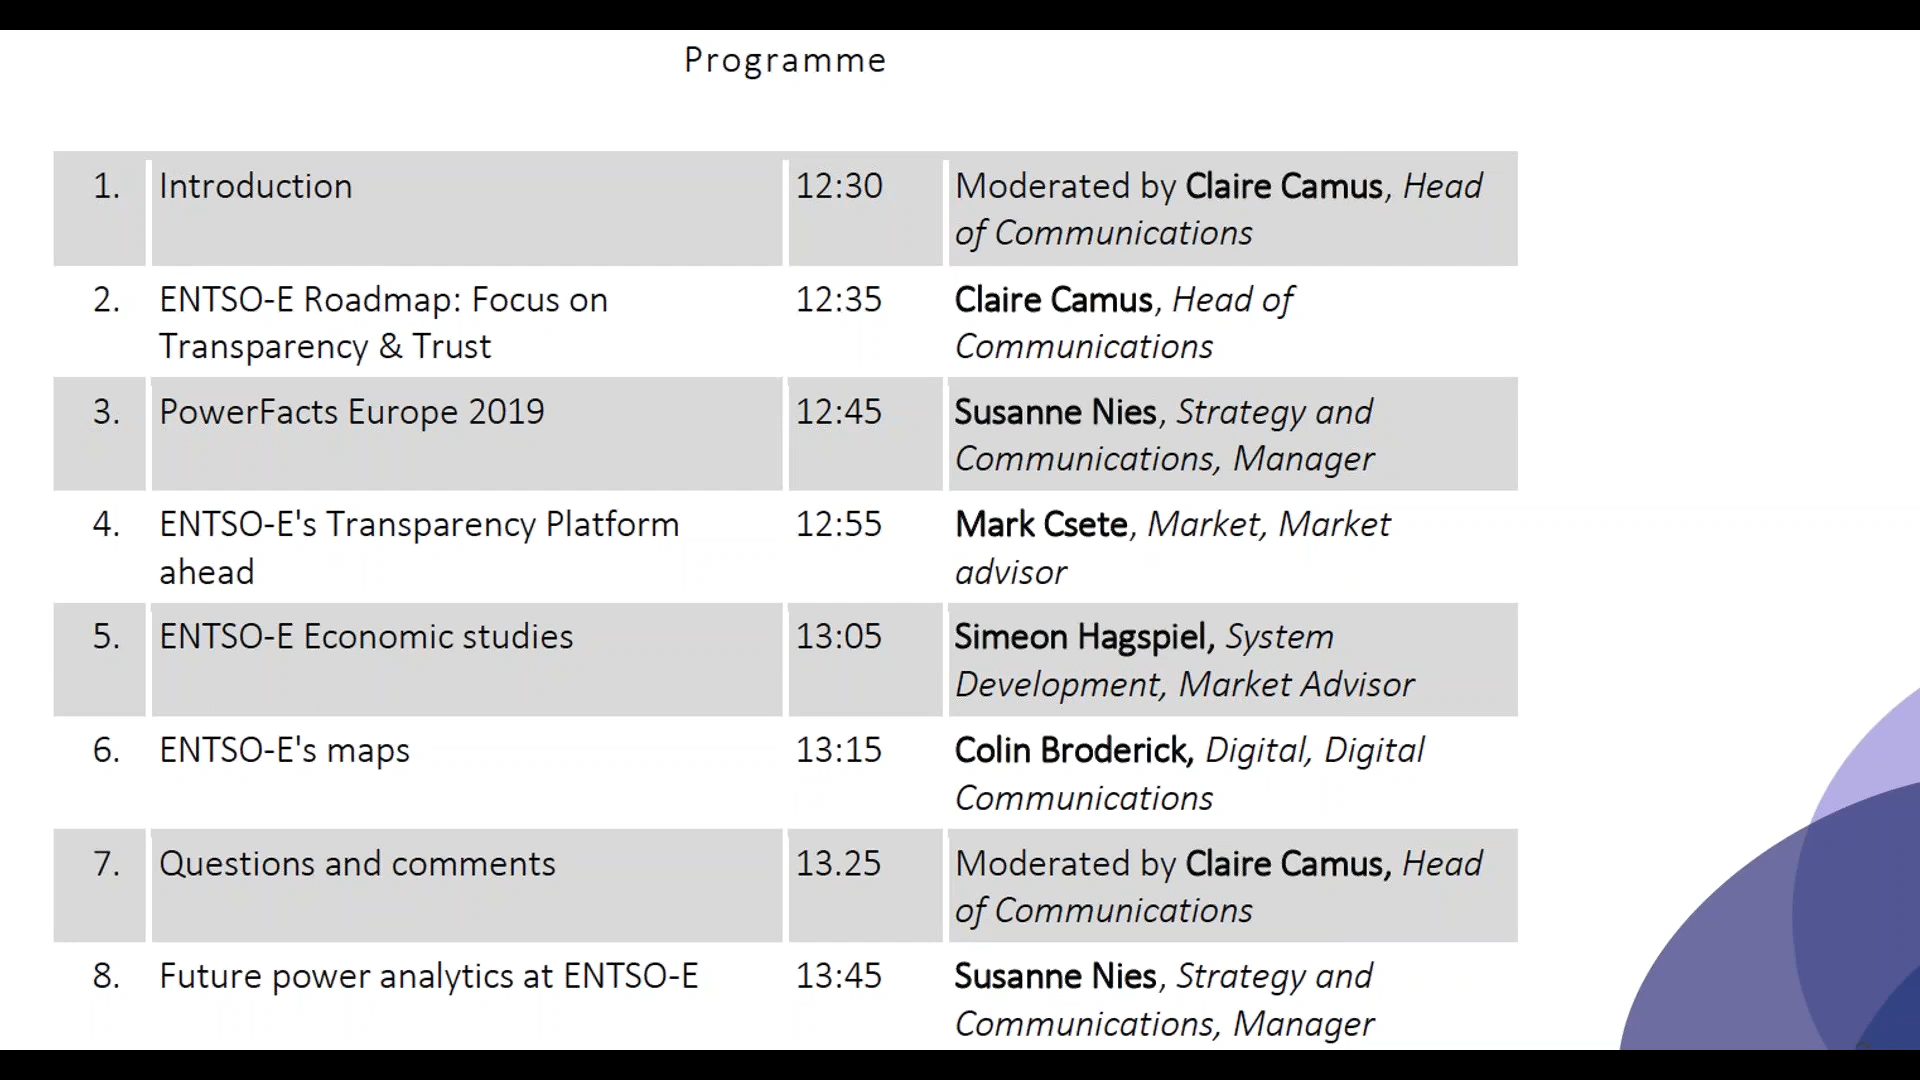 Programme
1. Introduction 12:30 Moderated by Claire Camus, Head
of Communications
2. ENTSO-E Roadmap: Focus on 12:35 Claire Camus, Head of
Transparency & Trust Communications
3. PowerFacts Europe 2019 12:45 Susanne Nies, Strategy and
Communications, Manager
4. ENTSO-E's Transparency Platform 12:55 Mark Csete, Market, Market
ahead advisor
5. ENTSO-E Economic studies 13:05 Simeon Hagspiel, System
Development, Market Advisor
6. ENTSO-E's maps 13:15 Colin Broderick, Digital, Digital
Communications
7. Questions and comments 13.25 Moderated by Claire Camus, Head
of Communications
8. Future power analytics at ENTSO-E 13:45 Susanne Nies, Strategy and
Communications, Manager